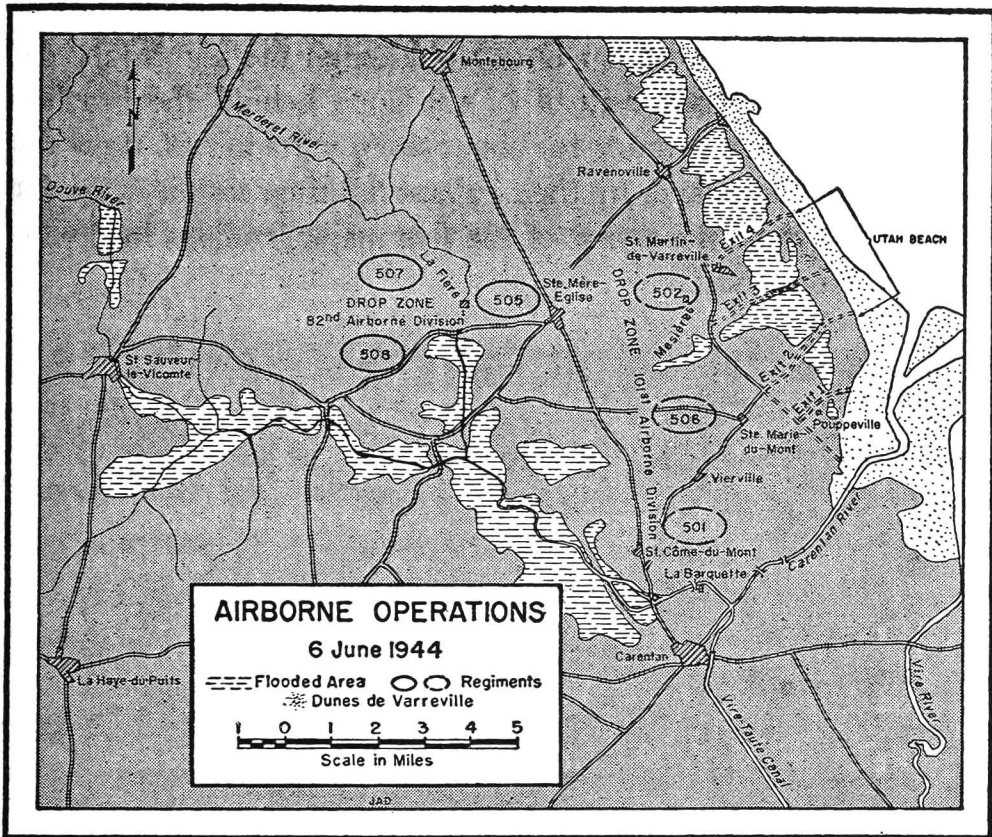 Montebourg
N
Merderet River
Ravenoville
Douve River
Exit 4
UTAH BEACH
St. Martin-
de-Varreville
Exit 3
507
La Fière
505
Ste. Mère-
Eglise
502
Mesières
DROP ZONE
82nd Airborne Division
508
DROP ZONE 101st Airborne Division
St. Sauveur-
le-Vicomte
Exit 2
Exit 1
Pouppeville
506
Ste. Marie-
du-Mont
Vierville
501
St. Côme-du-Mont
La Barquette
Carentan River
Carentan
La Haye-du-Puits
Vire-Taute Canal
Vire River
AIRBORNE OPERATIONS
6 June 1944
Flooded Area Regiments
Dunes de Varreville
1 0 1 2 3 4 5
Scale in Miles
JAD